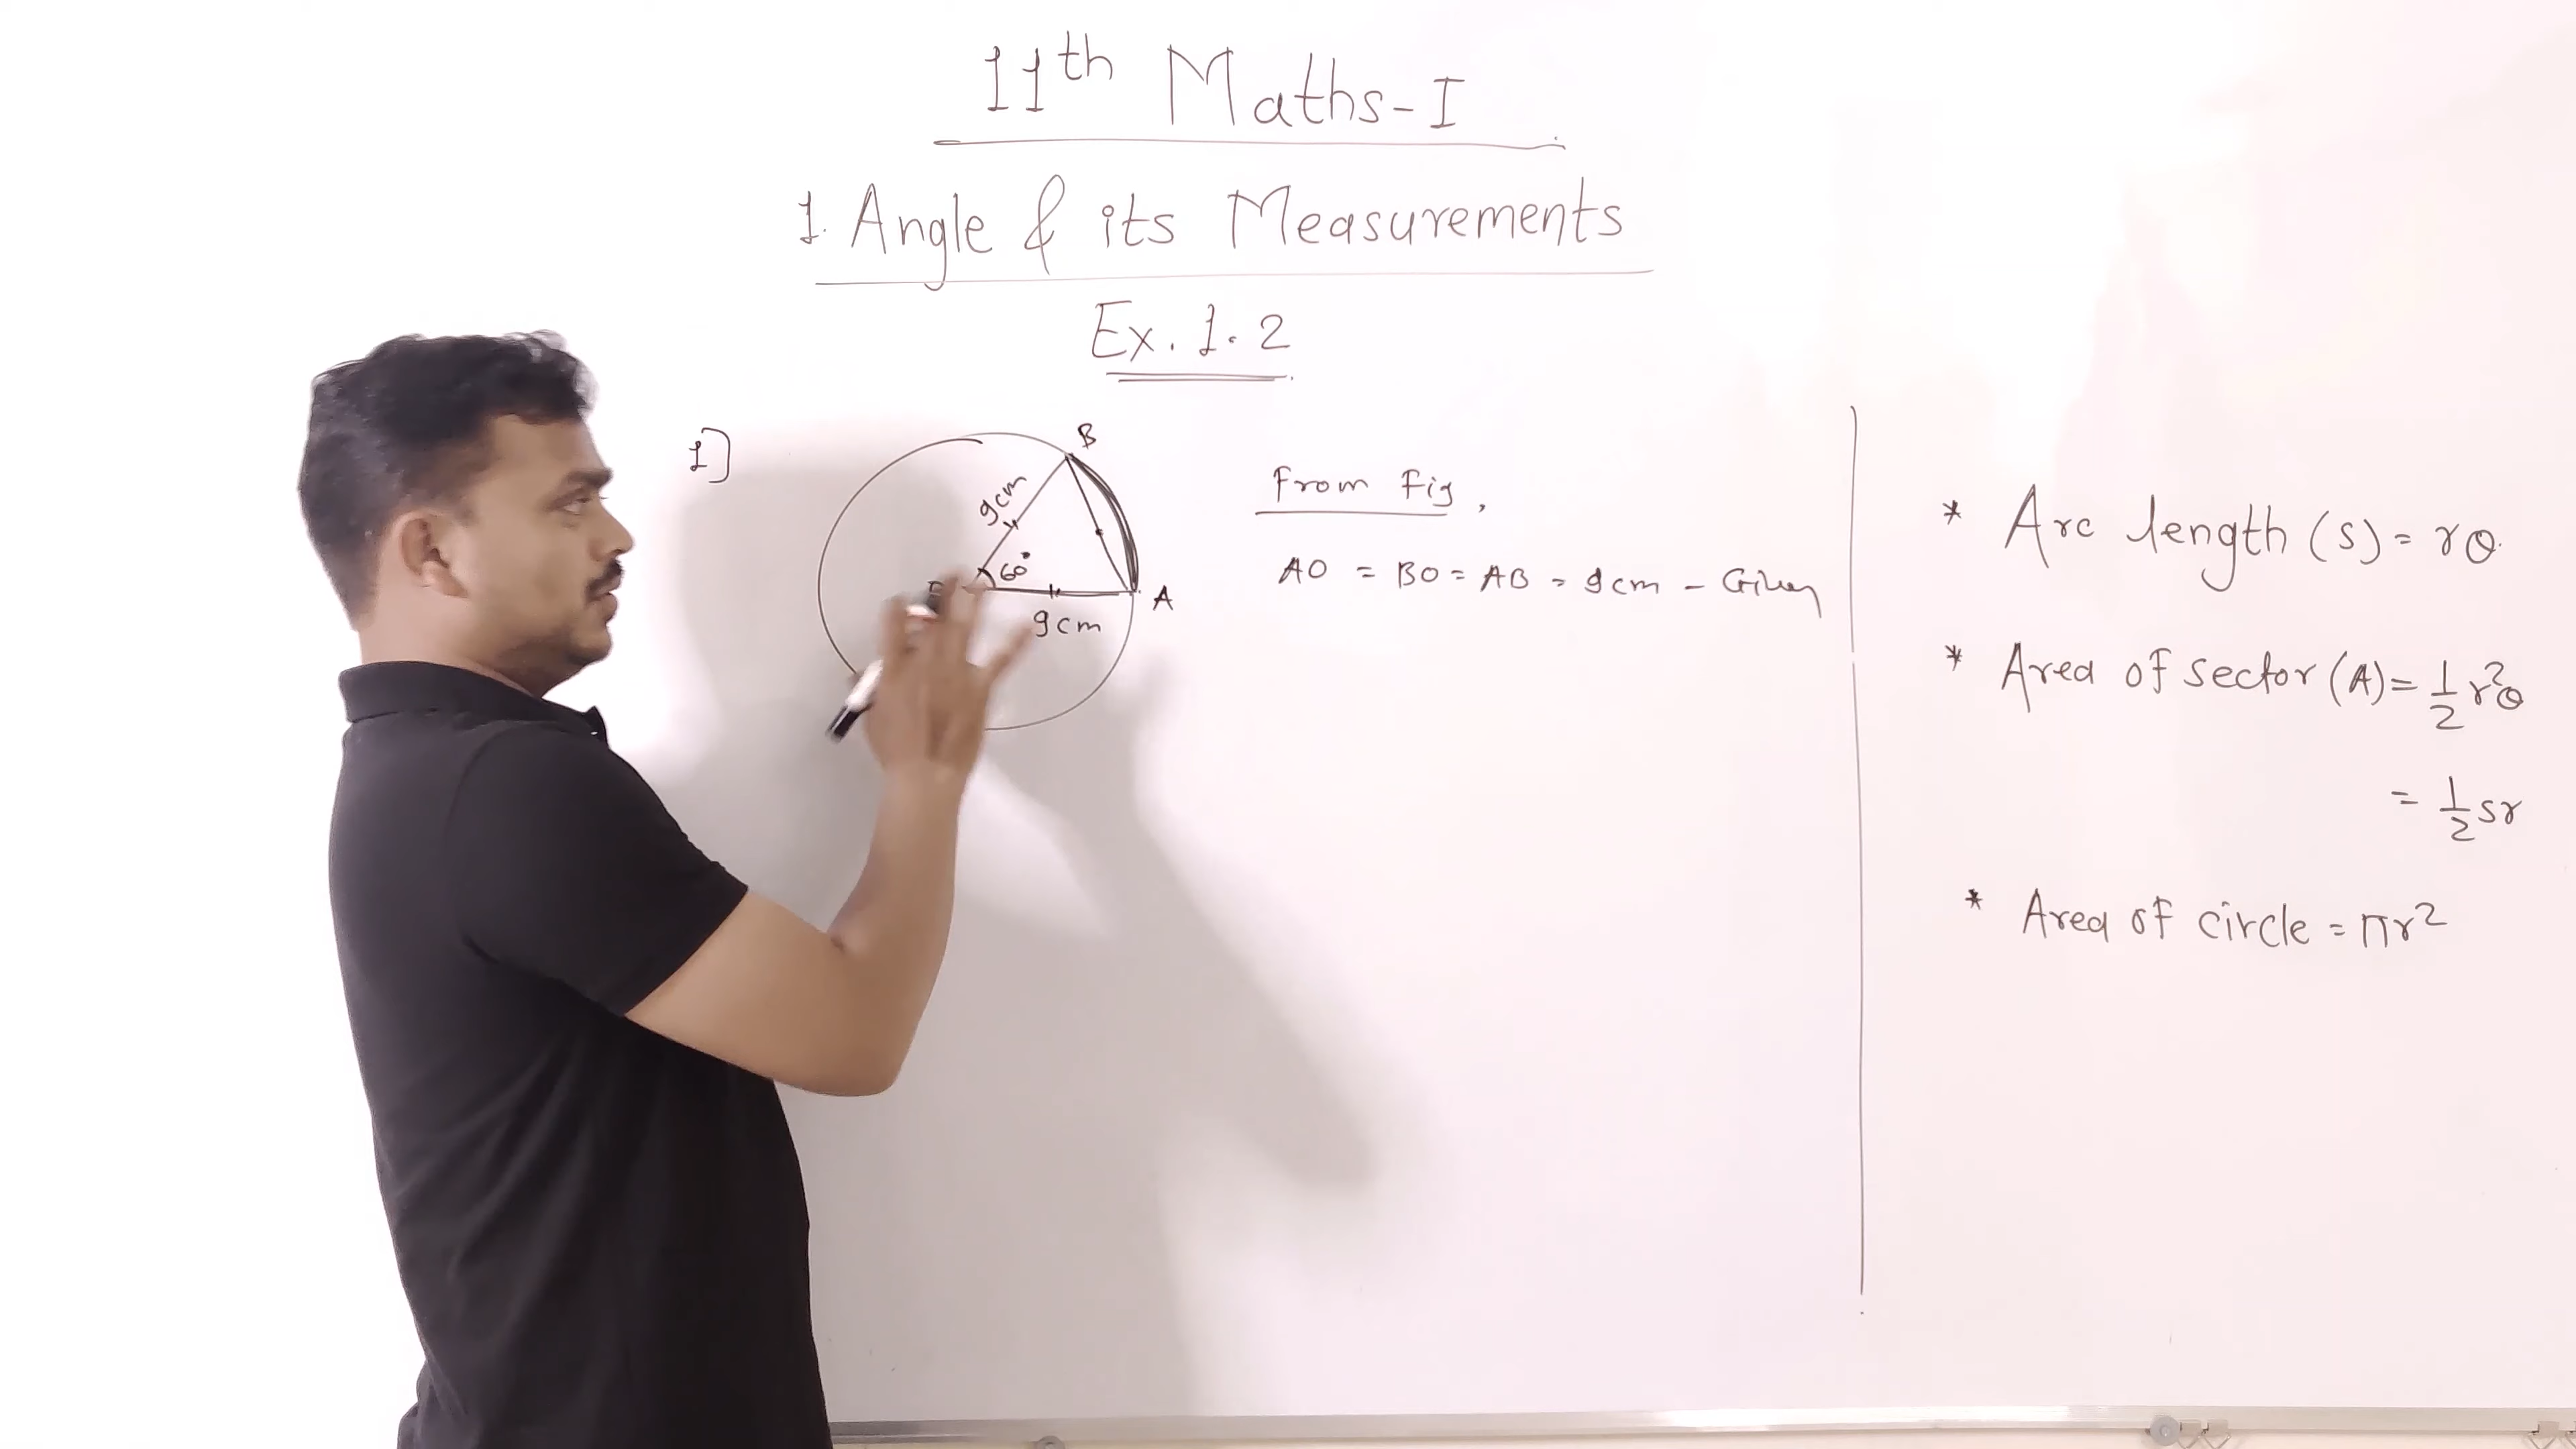 11th Maths-I
1. Angle & its Measurements
Ex. 1.2
1]
B
9cm
60°
A
9cm
From Fig,
AO = BO = AB = 9cm - Given
* Arc length (s) = rθ.
* Area of sector (A) = 1/2 r²θ
= 1/2 sr
* Area of circle = πr²